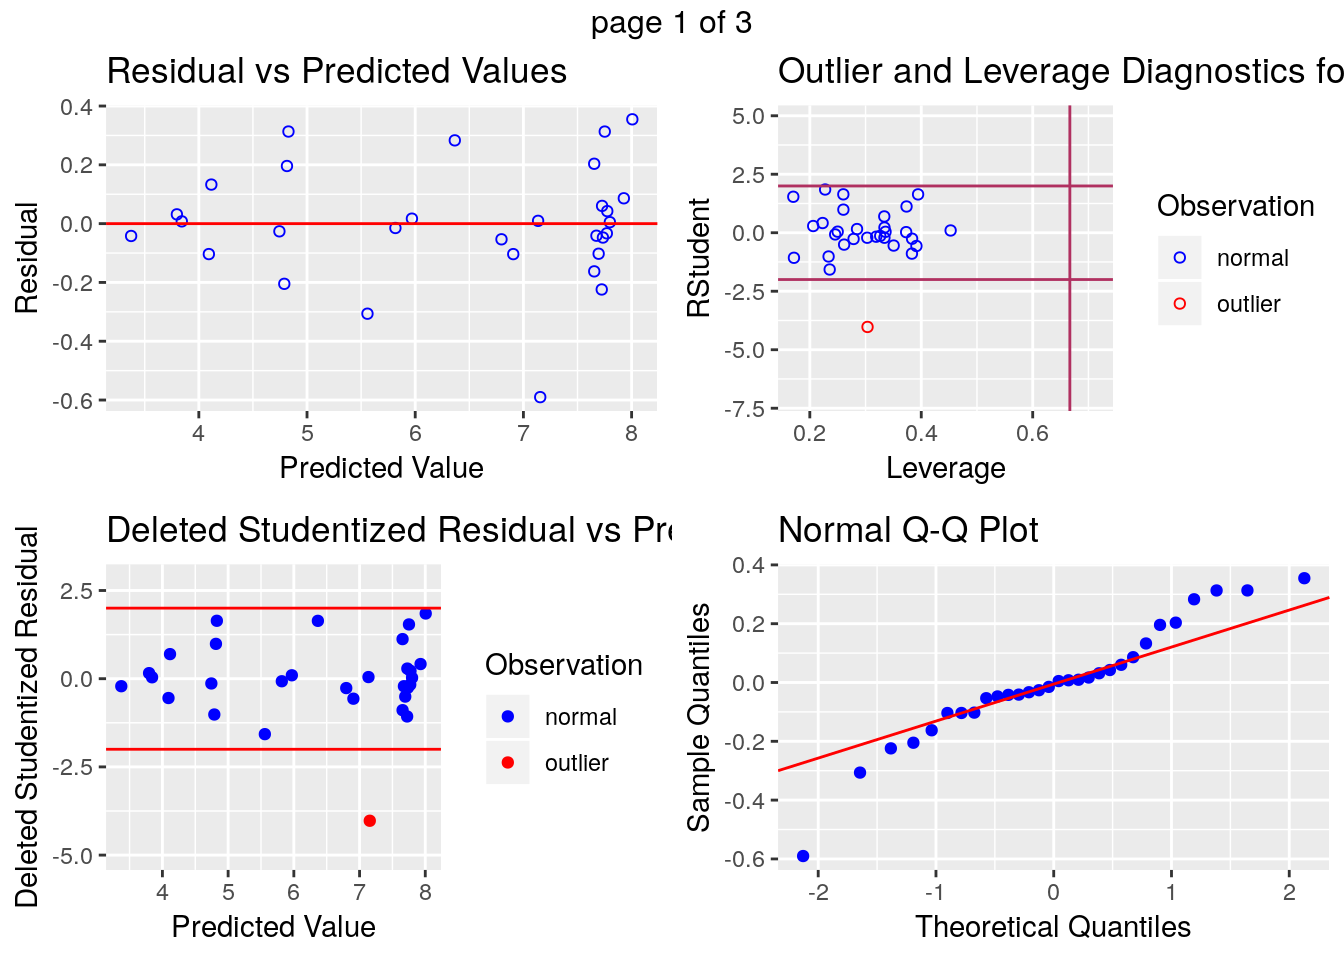 page 1 of 3
Residual vs Predicted Values
0.4
0.2
0.0
-0.2
-0.4
-0.6
Residual
4 5 6 7 8
Predicted Value
Outlier and Leverage Diagnostics fo
5.0
2.5
0.0
-2.5
-5.0
-7.5
RStudent
0.2 0.4 0.6
Leverage
Observation
normal
outlier
Deleted Studentized Residual vs Pre
2.5
0.0
-2.5
-5.0
Deleted Studentized Residual
4 5 6 7 8
Predicted Value
Observation
normal
outlier
Normal Q-Q Plot
0.4
0.2
0.0
-0.2
-0.4
-0.6
Sample Quantiles
-2 -1 0 1 2
Theoretical Quantiles